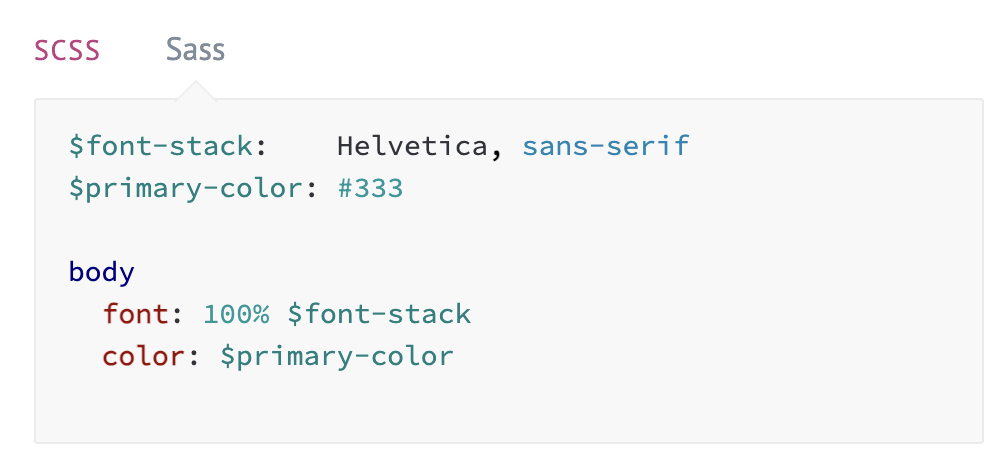 SCSS Sass
$font-stack:    Helvetica, sans-serif
$primary-color: #333
body
  font: 100% $font-stack
  color: $primary-color